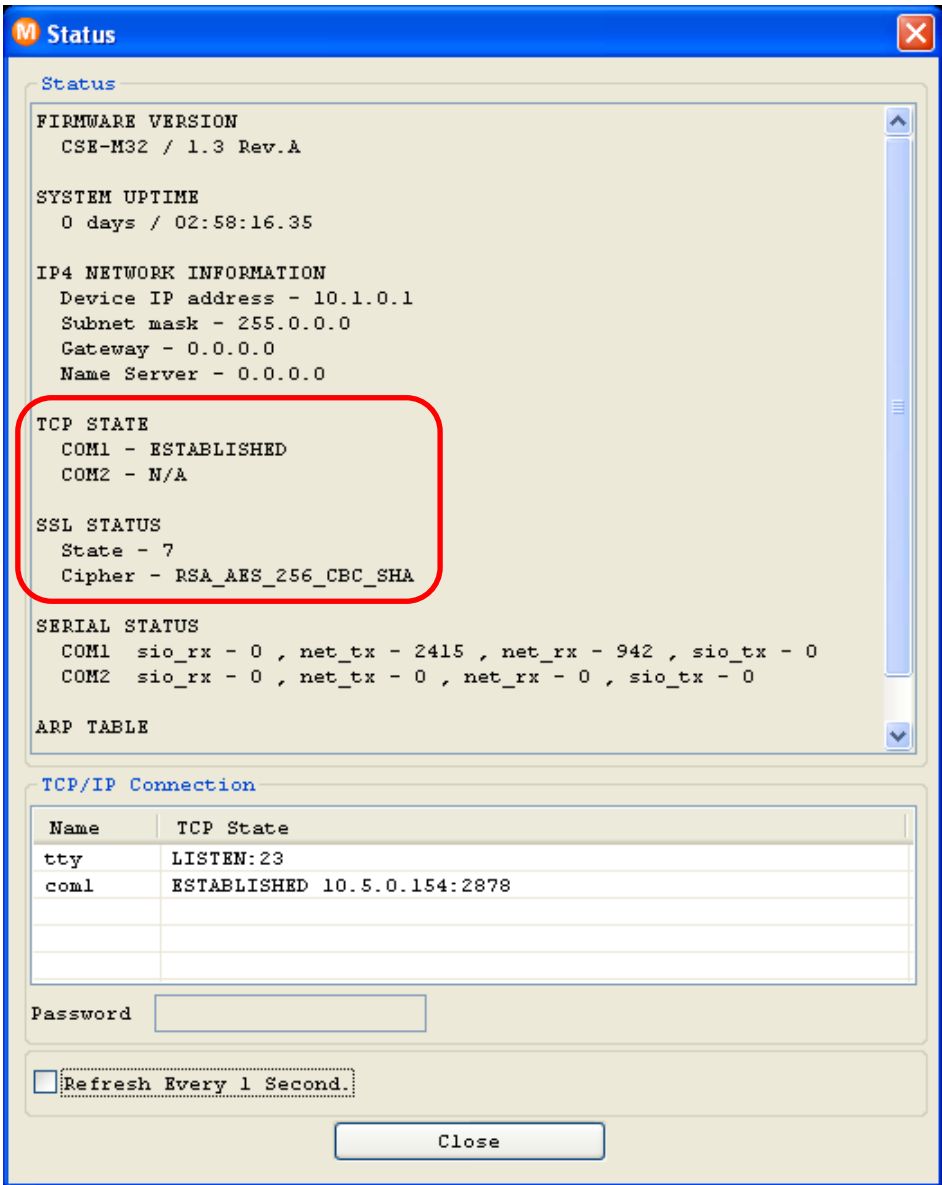 M Status
Status
FIRMWARE VERSION
CSE-M32 / 1.3 Rev.A
SYSTEM UPTIME
0 days / 02:58:16.35
IP4 NETWORK INFORMATION
Device IP address - 10.1.0.1
Subnet mask - 255.0.0.0
Gateway - 0.0.0.0
Name Server - 0.0.0.0
TCP STATE
COM1 - ESTABLISHED
COM2 - N/A
SSL STATUS
State - 7
Cipher - RSA_AES_256_CBC_SHA
SERIAL STATUS
COM1 sio_rx - 0 , net_tx - 2415 , net_rx - 942 , sio_tx - 0
COM2 sio_rx - 0 , net_tx - 0 , net_rx - 0 , sio_tx - 0
ARP TABLE
TCP/IP Connection
Name TCP State
tty LISTEN:23
com1 ESTABLISHED 10.5.0.154:2878
Password
Refresh Every 1 Second.
Close